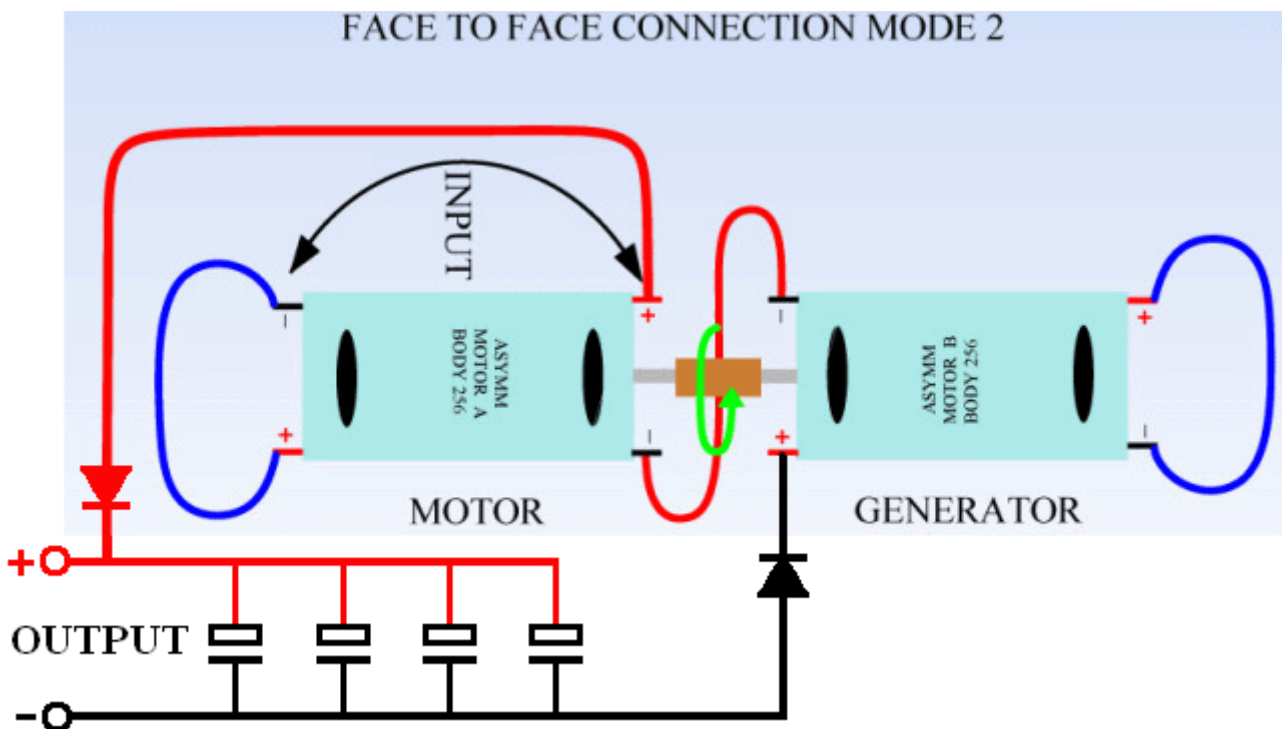 FACE TO FACE CONNECTION MODE 2
INPUT
−
+
−
+
+
ASYMM
MOTOR A
BODY 256
ASYMM
MOTOR B
BODY 256
+
−
+
−
MOTOR
GENERATOR
+
OUTPUT
-